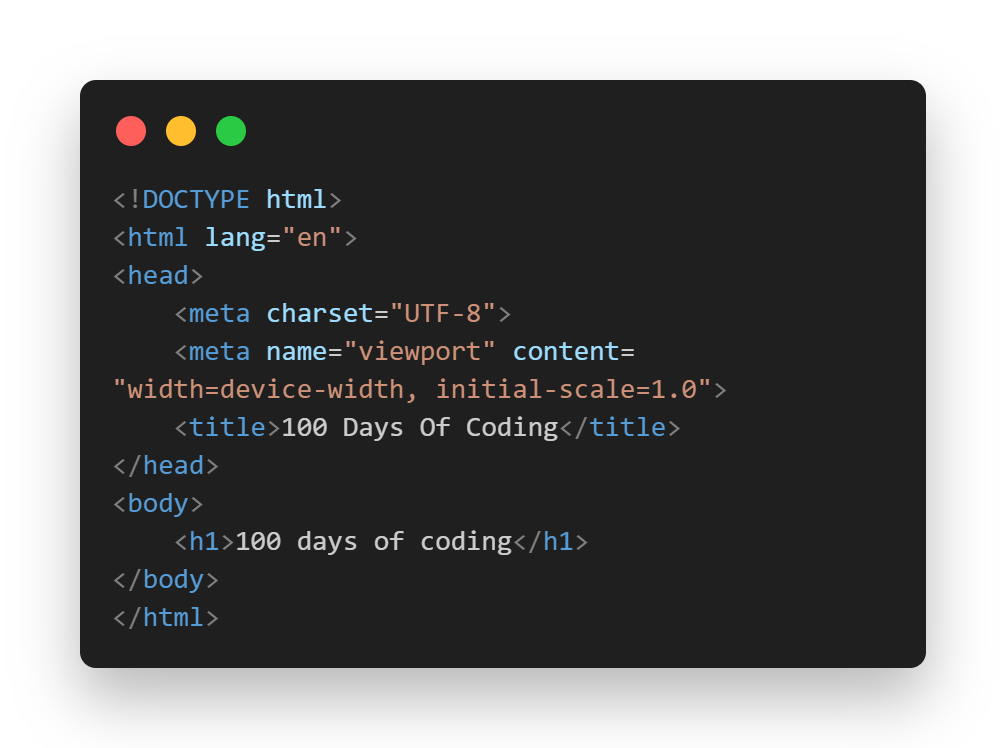 <!DOCTYPE html>
<html lang="en">
<head>
    <meta charset="UTF-8">
    <meta name="viewport" content=
"width=device-width, initial-scale=1.0">
    <title>100 Days Of Coding</title>
</head>
<body>
    <h1>100 days of coding</h1>
</body>
</html>